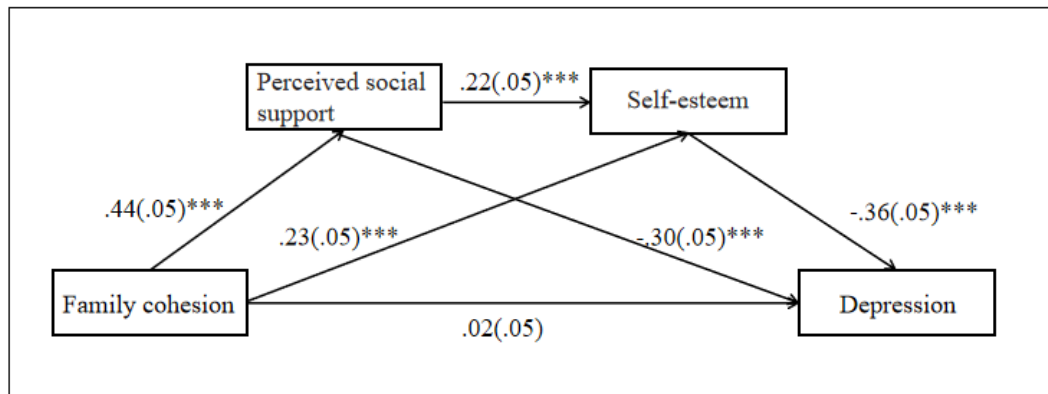 Perceived social
support
.22(.05)***
Self-esteem
.44(.05)***
.23(.05)***
-.30(.05)***
-.36(.05)***
Family cohesion
.02(.05)
Depression